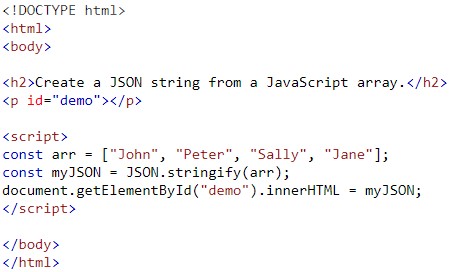 <!DOCTYPE html>
<html>
<body>
<h2>Create a JSON string from a JavaScript array.</h2>
<p id="demo"></p>
<script>
const arr = ["John", "Peter", "Sally", "Jane"];
const myJSON = JSON.stringify(arr);
document.getElementById("demo").innerHTML = myJSON;
</script>
</body>
</html>